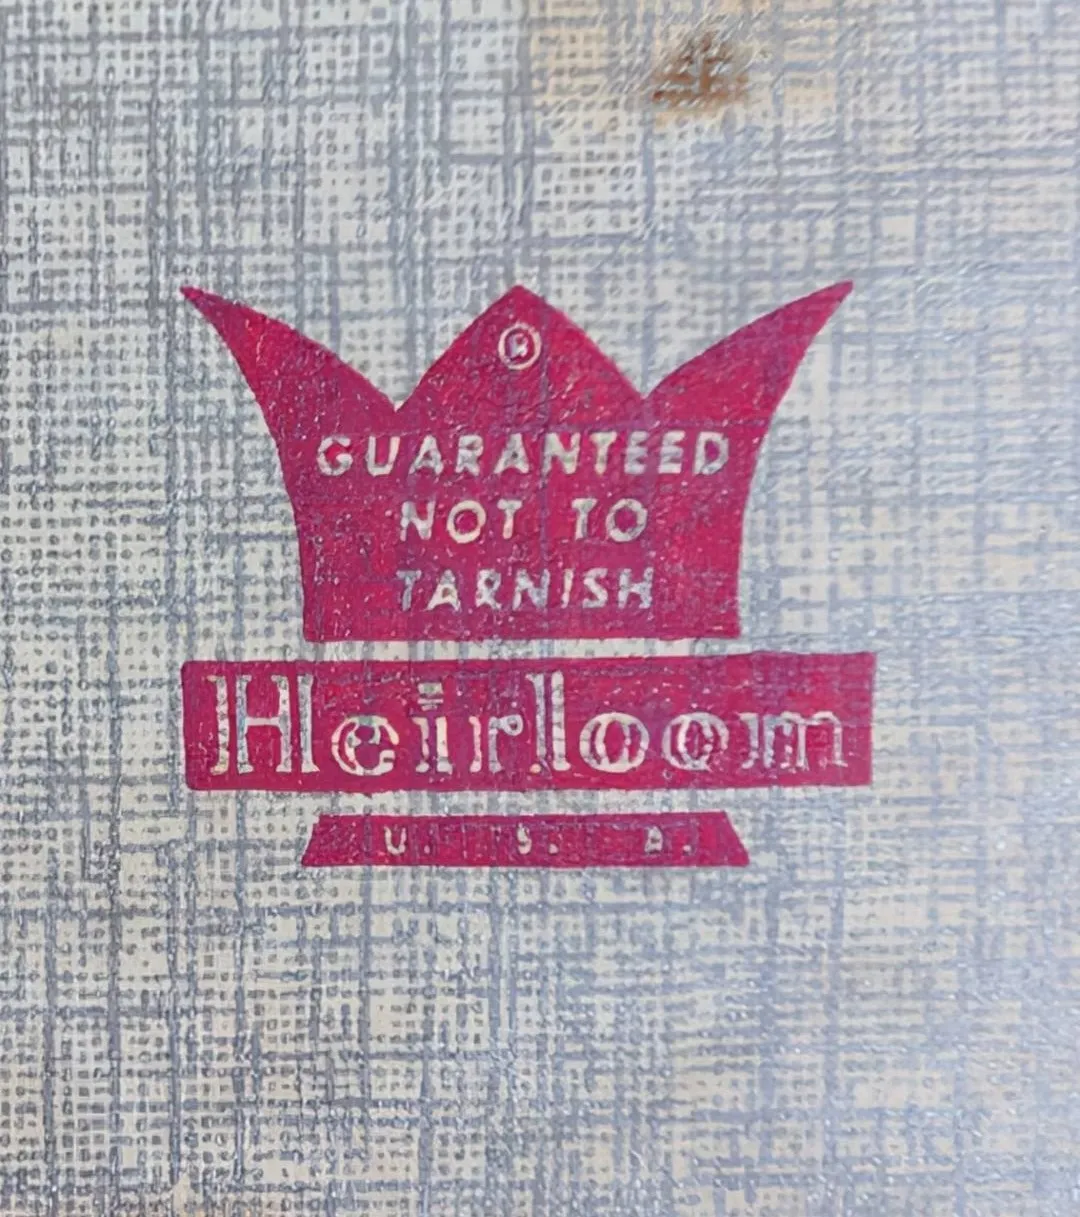 ®
GUARANTEED
NOT TO
TARNISH
Heirloom
U. S. A.